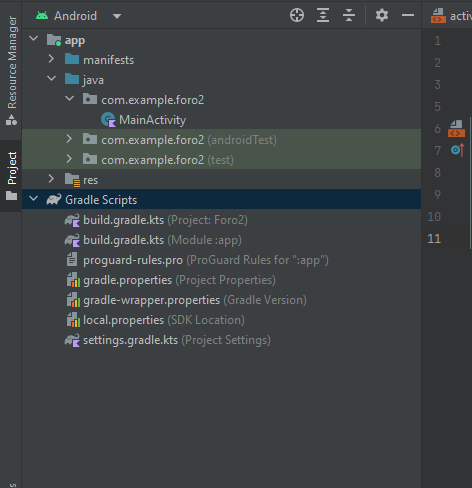 Resource Manager
Project
Android
app
manifests
java
com.example.foro2
MainActivity
com.example.foro2 (androidTest)
com.example.foro2 (test)
res
Gradle Scripts
build.gradle.kts (Project: Foro2)
build.gradle.kts (Module :app)
proguard-rules.pro (ProGuard Rules for ":app")
gradle.properties (Project Properties)
gradle-wrapper.properties (Gradle Version)
local.properties (SDK Location)
settings.gradle.kts (Project Settings)
activ
1
2
3
6
7
8
9
10
11